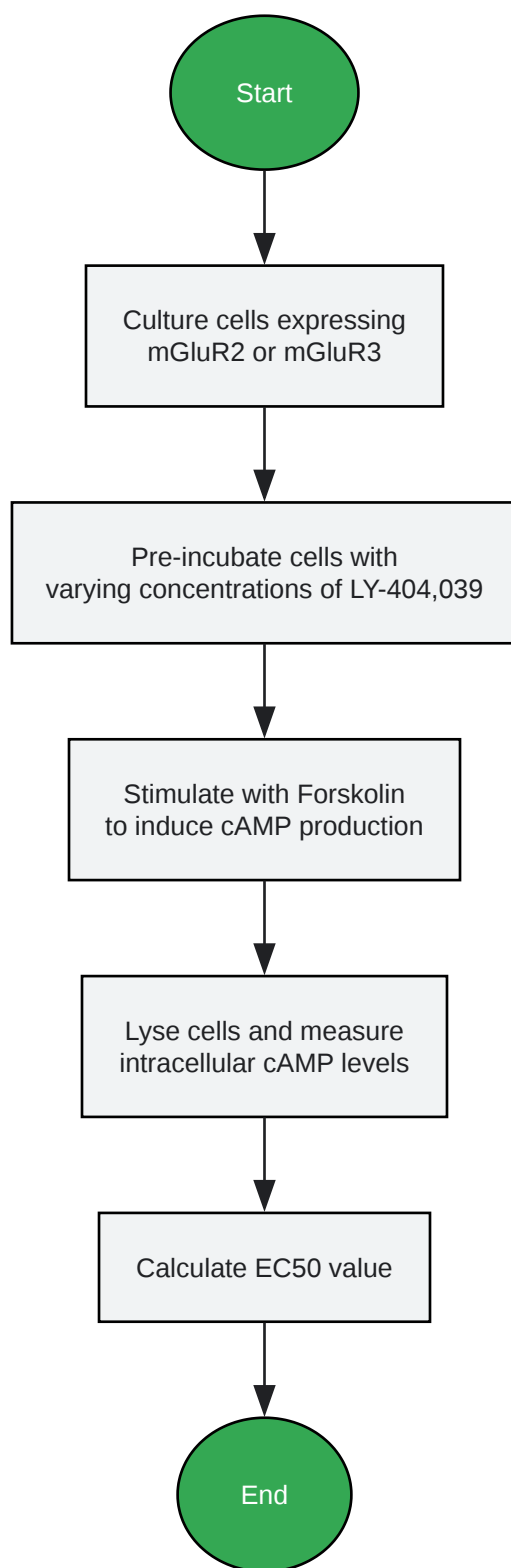 Start
Culture cells expressing
mGluR2 or mGluR3
Pre-incubate cells with
varying concentrations of LY-404,039
Stimulate with Forskolin
to induce cAMP production
Lyse cells and measure
intracellular cAMP levels
Calculate EC50 value
End